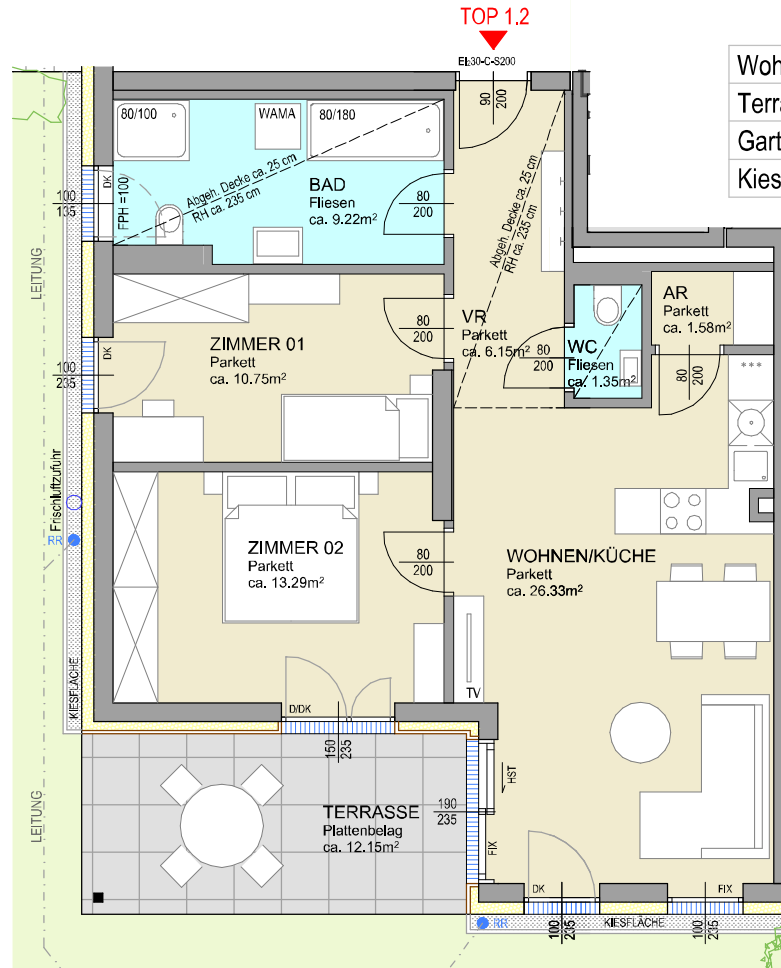 TOP 1.2
EI₂30-C-S200
90
200
Woh
Terra
Gart
Kies
80/100
WAMA
80/180
BAD
Fliesen
ca. 9.22m²
Abgeh. Decke ca. 25 cm
RH ca. 235 cm
DK
FPH =100
100
135
80
200
Abgeh. Decke ca. 25 cm
RH ca. 235 cm
LEITUNG
VR
Parkett
ca. 6.15m²
80
200
WC
Fliesen
ca. 1.35m²
80
200
AR
Parkett
ca. 1.58m²
80
200
***
ZIMMER 01
Parkett
ca. 10.75m²
DK
100
235
Frischluftzufuhr
RR
ZIMMER 02
Parkett
ca. 13.29m²
80
200
WOHNEN/KÜCHE
Parkett
ca. 26.33m²
KIESFLÄCHE
D/DK
150
235
TV
HST
LEITUNG
TERRASSE
Plattenbelag
ca. 12.15m²
190
235
FIX
DK
FIX
RR
100
235
KIESFLÄCHE
100
235